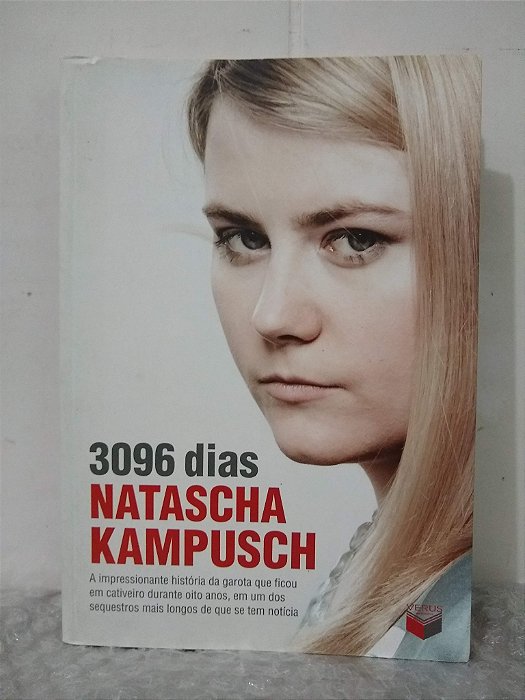 3096 dias
NATASCHA
KAMPUSCH
A impressionante história da garota que ficou
em cativeiro durante oito anos, em um dos
sequestros mais longos de que se tem notícia
VERUS